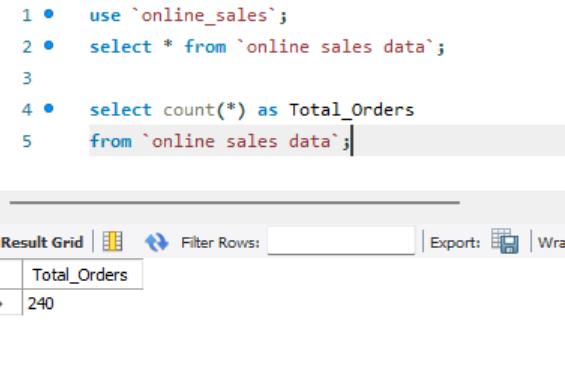 1 use `online_sales`;
2 select * from `online sales data`;
3
4 select count(*) as Total_Orders
5 from `online sales data`;
Result Grid Filter Rows: Export: Wra
Total_Orders
240